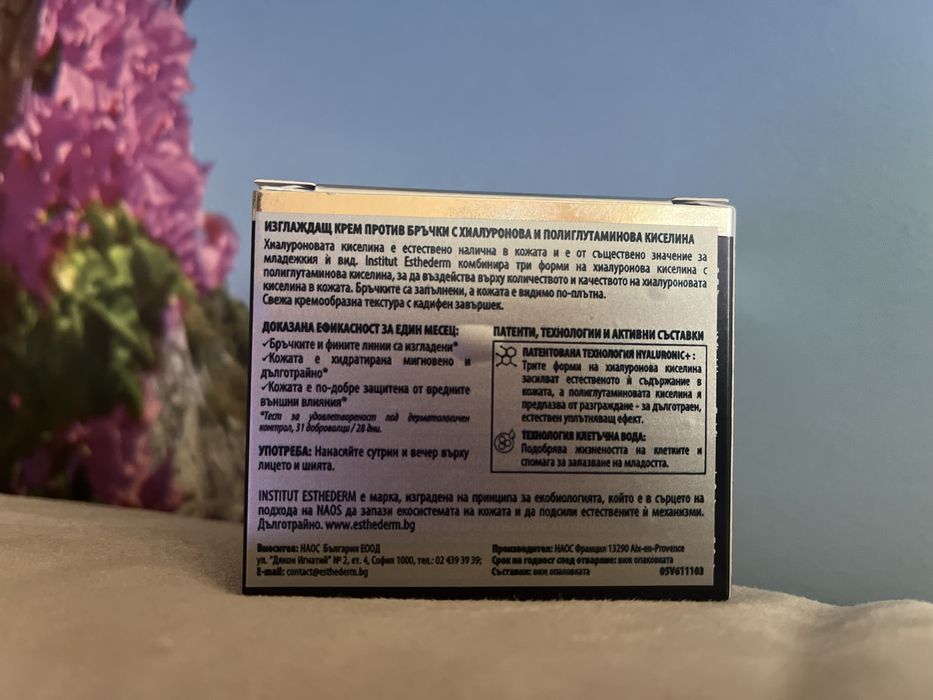 ИЗГЛАЖДАЩ КРЕМ ПРОТИВ БРЪЧКИ С ХИАЛУРОНОВА И ПОЛИГЛУТАМИНОВА КИСЕЛИНА
Хиалуроновата киселина е естествено налична в кожата и е от съществено значение за
младежкия ѝ вид. Institut Esthederm комбинира три форми на хиалуронова киселина с
полиглутаминова киселина, за да въздейства върху количеството и качеството на хиалуроновата
киселина в кожата. Бръчките са запълнени, а кожата е видимо по-плътна.
Свежа кремообразна текстура с кадифен завършек.
ДОКАЗАНА ЕФИКАСНОСТ ЗА ЕДИН МЕСЕЦ:
✓Бръчките и фините линии са изгладени*
✓Кожата е хидратирана мигновено и
дълготрайно*
✓Кожата е по-добре защитена от вредните
външни влияния*
*Тест за удовлетвореност под дерматологичен
контрол, 31 доброволци / 28 дни.
УПОТРЕБА: Нанасяйте сутрин и вечер върху
лицето и шията.
ПАТЕНТИ, ТЕХНОЛОГИИ И АКТИВНИ СЪСТАВКИ
ПАТЕНТОВАНА ТЕХНОЛОГИЯ HYALURONIC+ :
Трите форми на хиалуронова киселина
засилват естественото ѝ съдържание в
кожата, а полиглутаминовата киселина я
предпазва от разграждане - за дълготраен,
естествен уплътняващ ефект.
ТЕХНОЛОГИЯ КЛЕТЪЧНА ВОДА:
Подобрява жизнеността на клетките и
спомага за запазване на младостта.
INSTITUT ESTHEDERM е марка, изградена на принципа за екобиологията, който е в сърцето на
подхода на NAOS да запази екосистемата на кожата и да подсили естествените ѝ механизми.
Дълготрайно. www.esthederm.bg
Вносител: НАОС България ЕООД
ул. "Дякон Игнатий" № 2, ет. 4, София 1000, тел.: 02 439 39 39;
E-mail: contact@esthederm.bg
Производител: НАОС Франция 13290 Aix-en-Provence
Срок на годност след отваряне: виж опаковката
Съставки: виж опаковката 05V611103